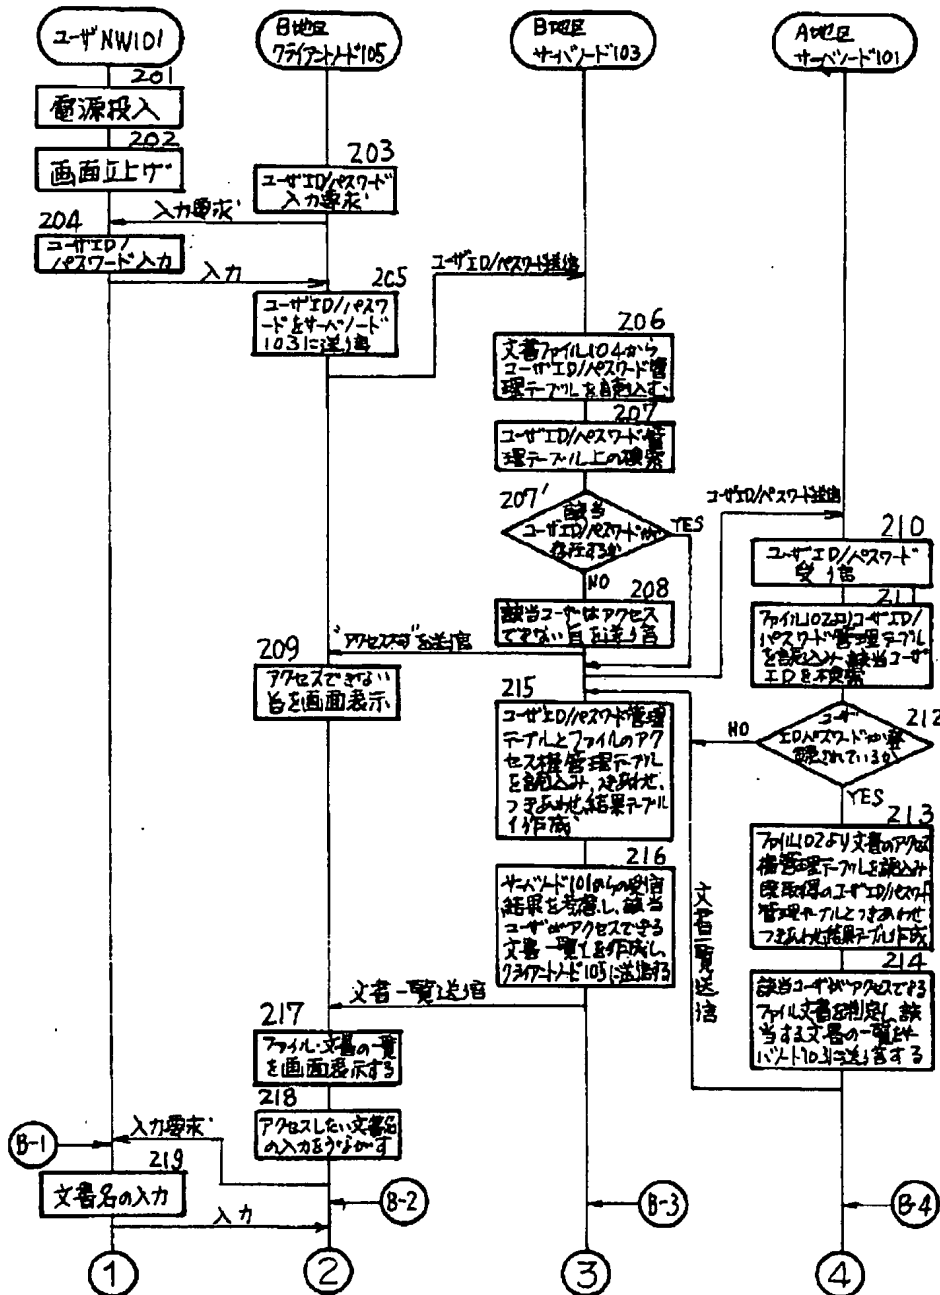 ユーザNW101
B地区
クライアントノード105
B地区
サーバノード103
A地区
サーバノード101
201
電源投入
202
画面立上げ
203
ユーザID/パスワード
入力要求
入力要求
204
ユーザID/
パスワード入力
入力
205
ユーザID/パスワ
ードをサーバノード
103に送信
ユーザID/パスワード送信
206
文書ファイル104から
ユーザID/パスワード管
理テーブルを読込む
207
ユーザID/パスワード管
理テーブル上の検索
207'
該当
ユーザID/パスワードが
存在するか
YES
NO
208
該当ユーザはアクセス
できない旨を送信
"アクセス不可"を送信
209
アクセスできない
旨を画面表示
ユーザID/パスワード送信
210
ユーザID/パスワード
受信
211
ファイル102よりユーザID/
パスワード管理テーブル
を読込み、該当ユーザ
IDを検索
212
ユーザ
IDパスワードが登
されているか
NO
YES
213
ファイル102より文書のアクセス
権管理テーブルを読込み
既取得のユーザID/パスワード
管理テーブルとつきあわせ
つきあわせ結果テーブル作成
214
該当ユーザがアクセスできる
ファイル文書を判定し、該
当する文書の一覧をサー
バノード103に送信する
文書一覧送信
215
ユーザID/パスワード管理
テーブルとファイルのアク
セス権管理テーブル
を読込み、つきあわせ、
つきあわせ結果テーブル
作成
216
サーバノード101からの受信
結果を考慮し、該当
ユーザがアクセスできる
文書一覧を作成し、
クライアントノード105に送信する
文書一覧送信
217
ファイル・文書の一覧
を画面表示する
218
アクセスしたい文書名
の入力をうながす
入力要求
B-1
219
文書名の入力
入力
B-2
B-3
B-4
1
2
3
4